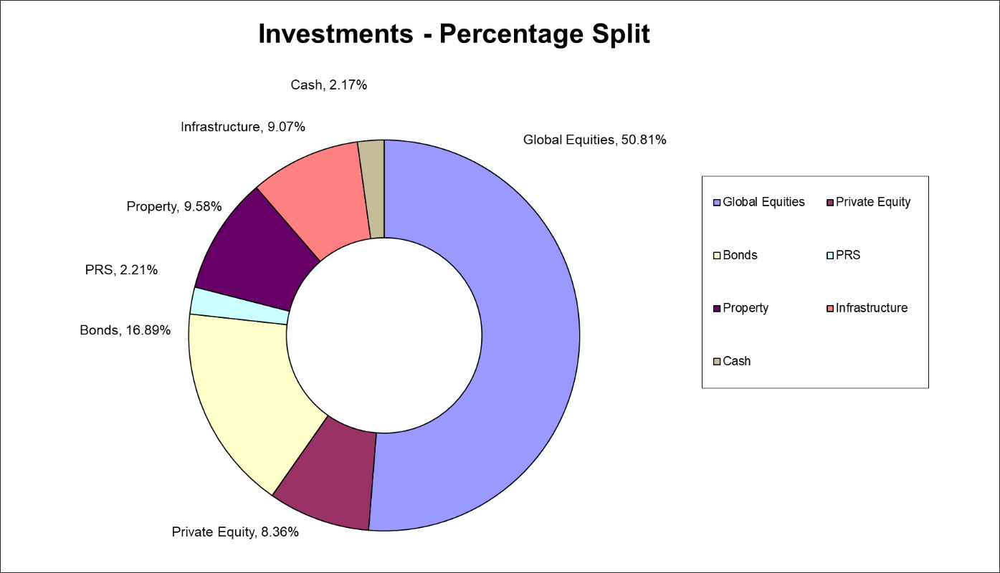 Investments - Percentage Split
Cash, 2.17%
Infrastructure, 9.07%
Global Equities, 50.81%
Property, 9.58%
PRS, 2.21%
Bonds, 16.89%
Private Equity, 8.36%
Global Equities
Private Equity
Bonds
PRS
Property
Infrastructure
Cash